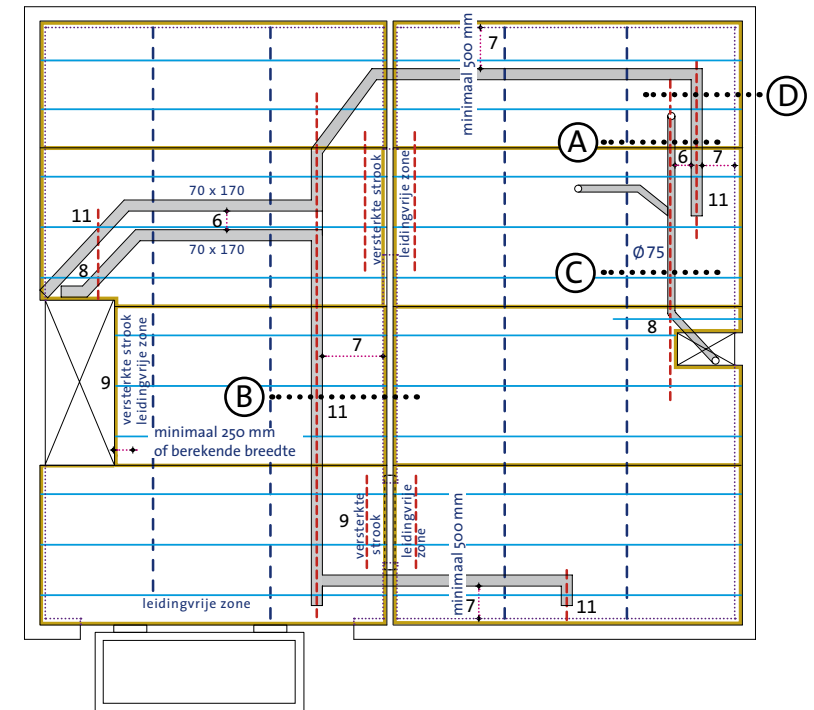 minimaal 500 mm
7
D
A
6
7
versterkte strook
leidingvrije zone
70 x 170
11
11
6
70 x 170
Ø75
8
C
8
versterkte strook
leidingvrije zone
7
9
B
11
minimaal 250 mm
of berekende breedte
9
versterkte
strook
leidingvrije
zone
minimaal 500 mm
leidingvrije zone
7
11